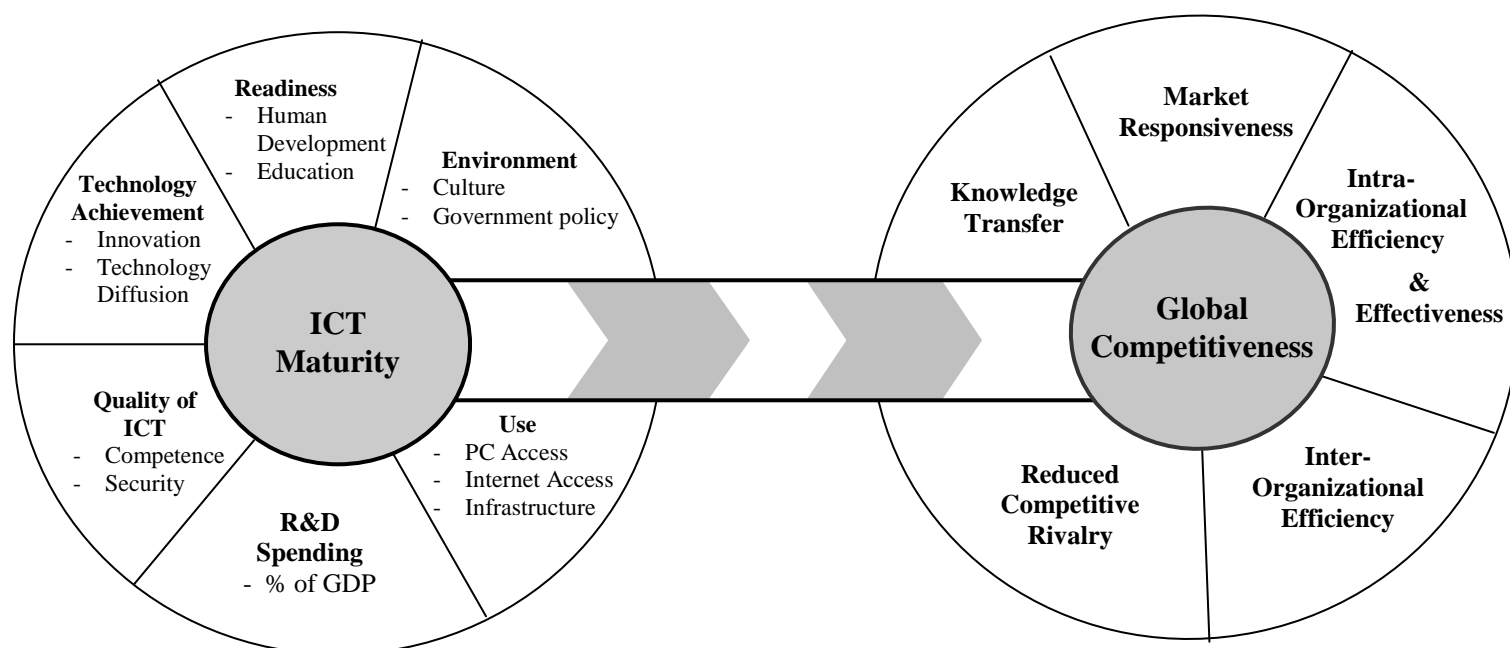 Readiness
- Human
Development
- Education
Environment
- Culture
- Government policy
Technology
Achievement
- Innovation
- Technology
Diffusion
ICT
Maturity
Quality of
ICT
- Competence
- Security
R&D
Spending
- % of GDP
Use
- PC Access
- Internet Access
- Infrastructure
Market
Responsiveness
Knowledge
Transfer
Intra-
Organizational
Efficiency
&
Effectiveness
Global
Competitiveness
Reduced
Competitive
Rivalry
Inter-
Organizational
Efficiency